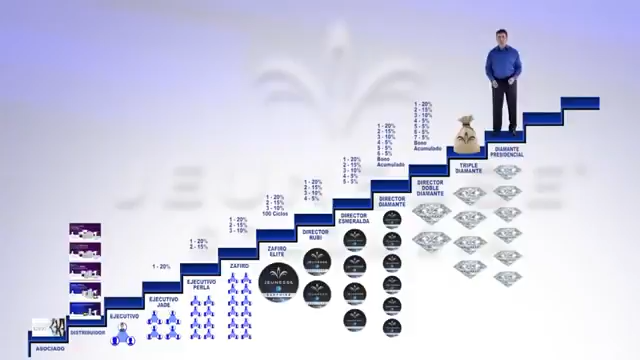 ASOCIADO
DISTRIBUIDOR
EJECUTIVO
1 - 20%
EJECUTIVO
JADE
1 - 20%
2 - 15%
EJECUTIVO
PERLA
1 - 20%
2 - 15%
3 - 10%
ZAFIRO
1 - 20%
2 - 15%
3 - 10%
100 Ciclos
ZAFIRO
ELITE
JEUNESSE
1 - 20%
2 - 15%
3 - 10%
4 - 5%
DIRECTOR
RUBI
1 - 20%
2 - 15%
3 - 10%
4 - 5%
5 - 5%
DIRECTOR
ESMERALDA
1 - 20%
2 - 15%
3 - 10%
4 - 5%
5 - 5%
6 - 5%
Bono
Acumulado
DIRECTOR
DIAMANTE
1 - 20%
2 - 15%
3 - 10%
4 - 5%
5 - 5%
6 - 5%
7 - 5%
Bono
Acumulado
DIRECTOR
DOBLE
DIAMANTE
TRIPLE
DIAMANTE
DIAMANTE
PRESIDENCIAL